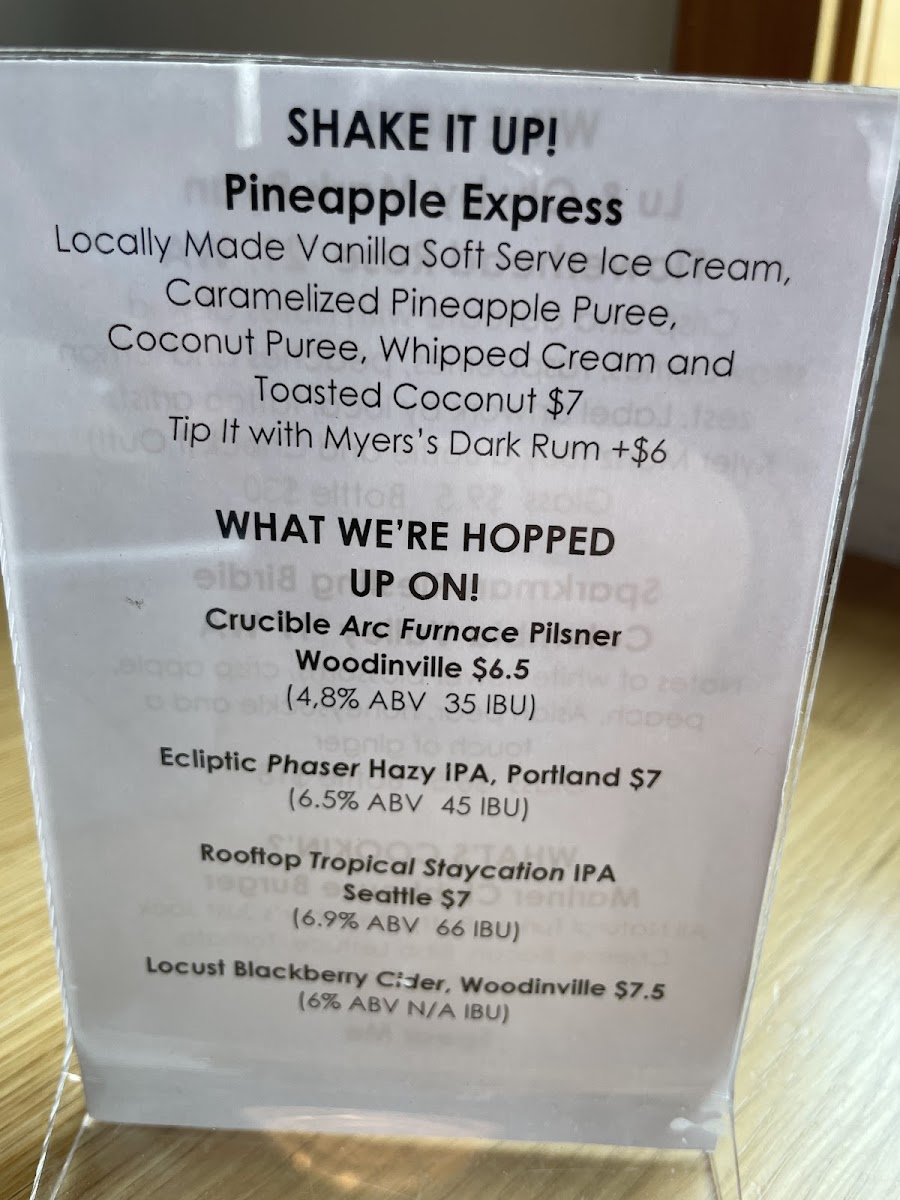 SHAKE IT UP!
Pineapple Express
Locally Made Vanilla Soft Serve Ice Cream,
Caramelized Pineapple Puree,
Coconut Puree, Whipped Cream and
Toasted Coconut $7
Tip It with Myers's Dark Rum +$6
WHAT WE'RE HOPPED
UP ON!
Crucible Arc Furnace Pilsner
Woodinville $6.5
(4,8% ABV 35 IBU)
Ecliptic Phaser Hazy IPA, Portland $7
(6.5% ABV 45 IBU)
Rooftop Tropical Staycation IPA
Seattle $7
(6.9% ABV 66 IBU)
Locust Blackberry Cider, Woodinville $7.5
(6% ABV N/A IBU)